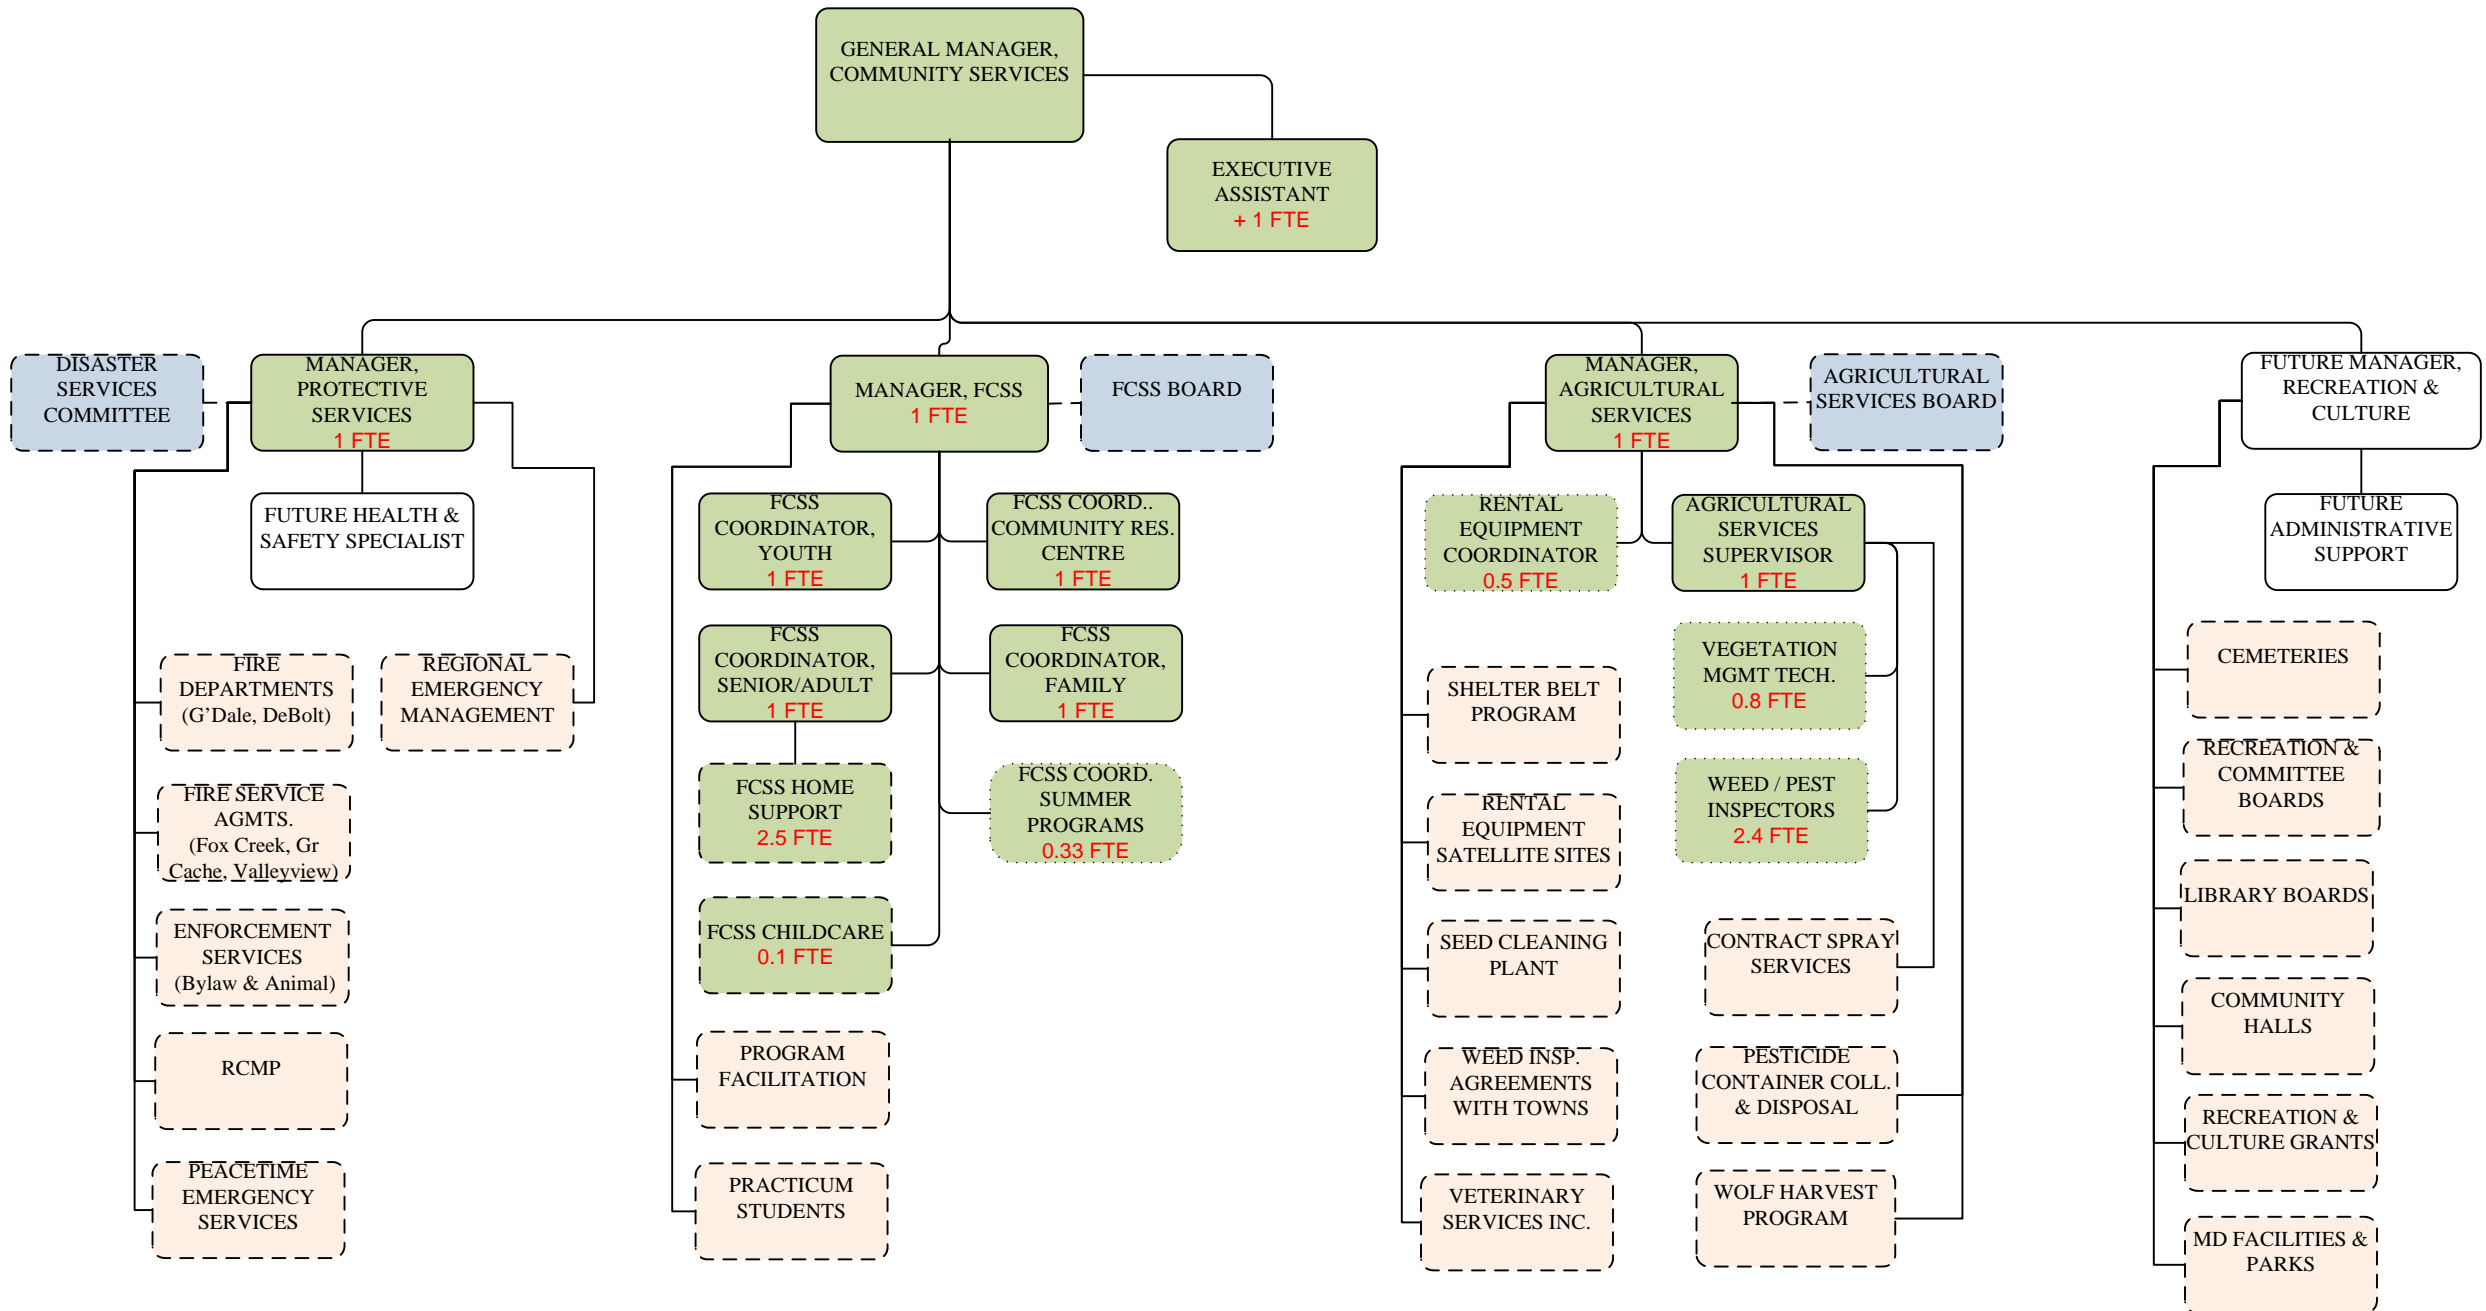 GENERAL MANAGER,
COMMUNITY SERVICES
EXECUTIVE
ASSISTANT
+ 1 FTE
DISASTER
SERVICES
COMMITTEE
MANAGER,
PROTECTIVE
SERVICES
1 FTE
MANAGER, FCSS
1 FTE
FCSS BOARD
MANAGER,
AGRICULTURAL
SERVICES
1 FTE
AGRICULTURAL
SERVICES BOARD
FUTURE MANAGER,
RECREATION &
CULTURE
FUTURE HEALTH &
SAFETY SPECIALIST
FCSS
COORDINATOR,
YOUTH
1 FTE
FCSS COORD..
COMMUNITY RES.
CENTRE
1 FTE
RENTAL
EQUIPMENT
COORDINATOR
0.5 FTE
AGRICULTURAL
SERVICES
SUPERVISOR
1 FTE
FUTURE
ADMINISTRATIVE
SUPPORT
FIRE
DEPARTMENTS
(G'Dale, DeBolt)
REGIONAL
EMERGENCY
MANAGEMENT
FCSS
COORDINATOR,
SENIOR/ADULT
1 FTE
FCSS
COORDINATOR,
FAMILY
1 FTE
SHELTER BELT
PROGRAM
VEGETATION
MGMT TECH.
0.8 FTE
CEMETERIES
FIRE SERVICE
AGMTS.
(Fox Creek, Gr
Cache, Valleyview)
FCSS HOME
SUPPORT
2.5 FTE
FCSS COORD.
SUMMER
PROGRAMS
0.33 FTE
RENTAL
EQUIPMENT
SATELLITE SITES
WEED / PEST
INSPECTORS
2.4 FTE
RECREATION &
COMMITTEE
BOARDS
ENFORCEMENT
SERVICES
(Bylaw & Animal)
FCSS CHILDCARE
0.1 FTE
SEED CLEANING
PLANT
CONTRACT SPRAY
SERVICES
LIBRARY BOARDS
RCMP
PROGRAM
FACILITATION
WEED INSP.
AGREEMENTS
WITH TOWNS
PESTICIDE
CONTAINER COLL.
& DISPOSAL
COMMUNITY
HALLS
PEACETIME
EMERGENCY
SERVICES
PRACTICUM
STUDENTS
VETERINARY
SERVICES INC.
WOLF HARVEST
PROGRAM
RECREATION &
CULTURE GRANTS
MD FACILITIES &
PARKS